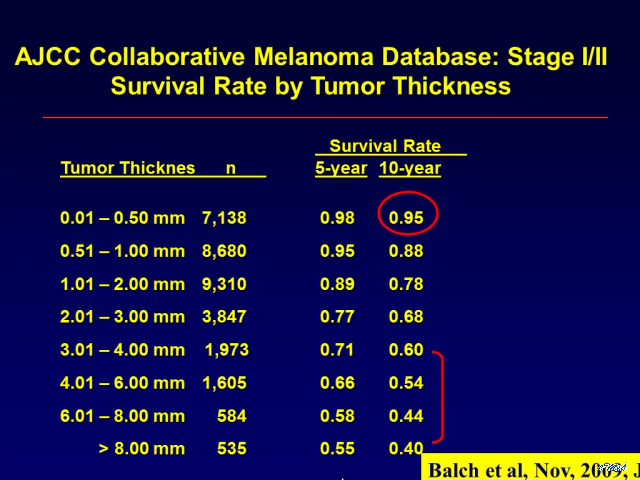 AJCC Collaborative Melanoma Database: Stage I/II
Survival Rate by Tumor Thickness
Survival Rate
Tumor Thicknes n 5-year 10-year
0.01 – 0.50 mm 7,138 0.98 0.95
0.51 – 1.00 mm 8,680 0.95 0.88
1.01 – 2.00 mm 9,310 0.89 0.78
2.01 – 3.00 mm 3,847 0.77 0.68
3.01 – 4.00 mm 1,973 0.71 0.60
4.01 – 6.00 mm 1,605 0.66 0.54
6.01 – 8.00 mm 584 0.58 0.44
> 8.00 mm 535 0.55 0.40
Balch et al, Nov, 2009, J